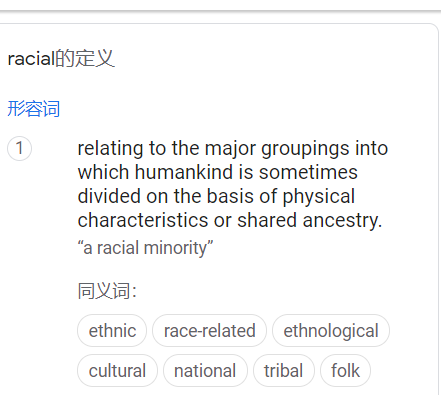 racial的定义
形容词
1
relating to the major groupings into
which humankind is sometimes
divided on the basis of physical
characteristics or shared ancestry.
“a racial minority”
同义词：
ethnic race-related ethnological
cultural national tribal folk